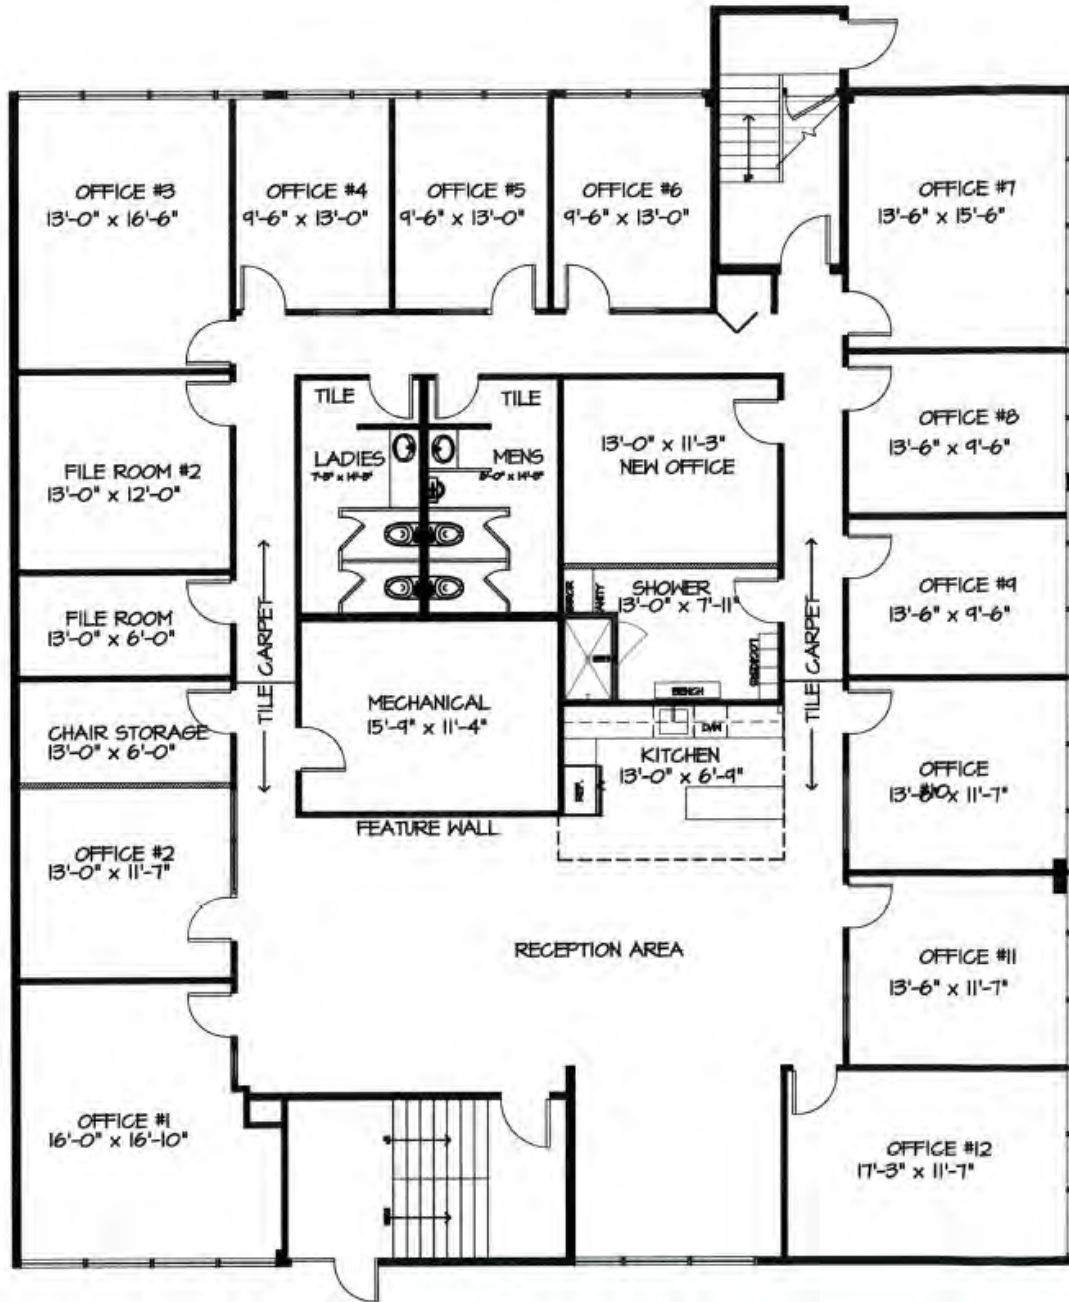 OFFICE #3
13'-0" x 16'-6"
OFFICE #4
9'-6" x 13'-0"
OFFICE #5
9'-6" x 13'-0"
OFFICE #6
9'-6" x 13'-0"
OFFICE #7
13'-6" x 15'-6"
TILE
LADIES
TILE
MENS
13'-0" x 11'-3"
NEW OFFICE
OFFICE #8
13'-6" x 9'-6"
FILE ROOM #2
13'-0" x 12'-0"
FILE ROOM
13'-0" x 6'-0"
TILE CARPET
SHOWER
13'-0" x 7'-11"
BENCH
TILE CARPET
OFFICE #9
13'-6" x 9'-6"
CHAIR STORAGE
13'-0" x 6'-0"
MECHANICAL
15'-9" x 11'-4"
D/W
KITCHEN
13'-0" x 6'-9"
REF.
OFFICE
#10
13'-6" x 11'-7"
FEATURE WALL
OFFICE #2
13'-0" x 11'-7"
RECEPTION AREA
OFFICE #11
13'-6" x 11'-7"
OFFICE #1
16'-0" x 16'-10"
OFFICE #12
17'-3" x 11'-7"